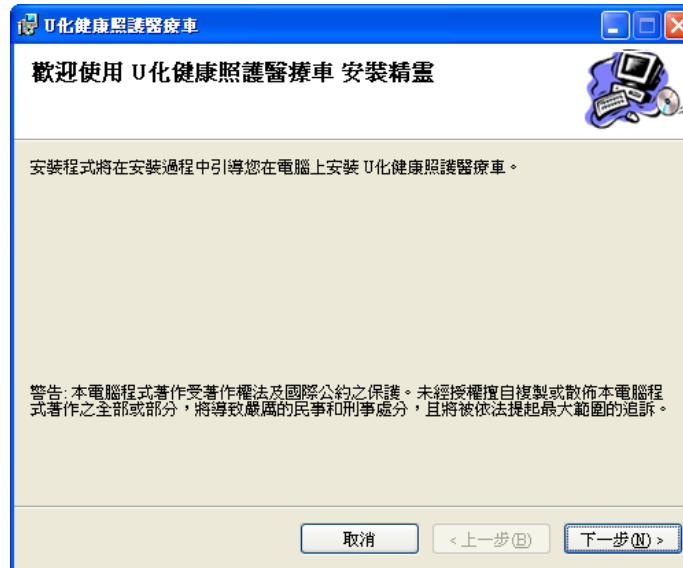 U化健康照護醫療車
歡迎使用 U化健康照護醫療車 安裝精靈
安裝程式將在安裝過程中引導您在電腦上安裝 U化健康照護醫療車。
警告: 本電腦程式著作受著作權法及國際公約之保護。未經授權擅自複製或散佈本電腦程
式著作之全部或部分，將導致嚴厲的民事和刑事處分，且將被依法提起最大範圍的追訴。
取消
<上一步(B)
下一步(N) >